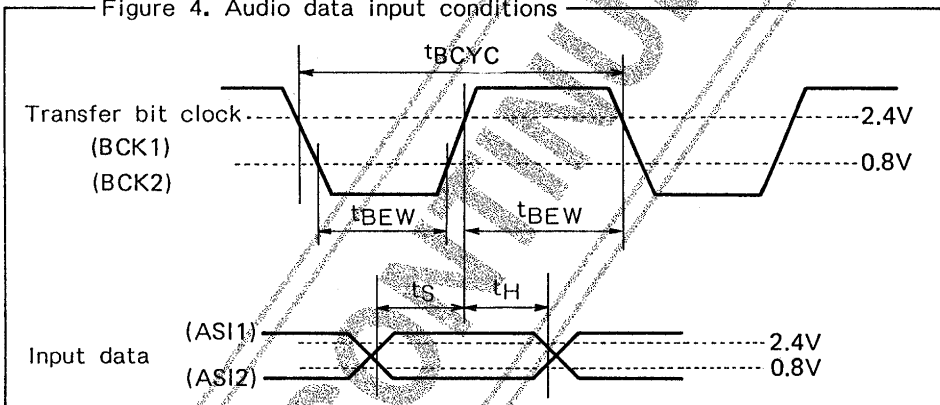 Figure 4. Audio data input conditions
tBCYC
Transfer bit clock
2.4V
(BCK1)
0.8V
(BCK2)
tBEW
tBEW
tS
tH
(ASI1)
2.4V
Input data
0.8V
(ASI2)